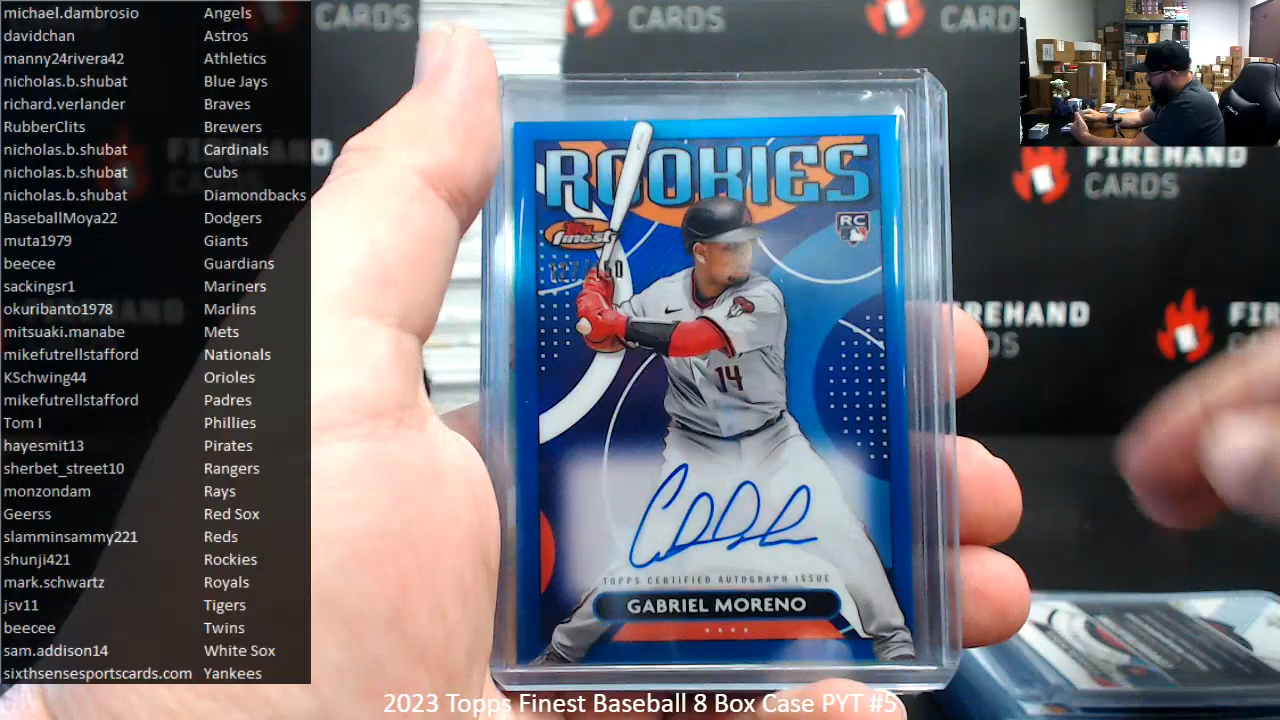 michael.dambrosio Angels
davidchan Astros
manny24rivera42 Athletics
nicholas.b.shubat Blue Jays
richard.verlander Braves
RubberClits Brewers
nicholas.b.shubat Cardinals
nicholas.b.shubat Cubs
nicholas.b.shubat Diamondbacks
BaseballMoya22 Dodgers
muta1979 Giants
beecee Guardians
sackingsr1 Mariners
okuribanto1978 Marlins
mitsuaki.manabe Mets
mikefutrellstafford Nationals
KSchwing44 Orioles
mikefutrellstafford Padres
Tom I Phillies
hayesmit13 Pirates
sherbet_street10 Rangers
monzondam Rays
Geerss Red Sox
slamminsammy221 Reds
shunji421 Rockies
mark.schwartz Royals
jsv11 Tigers
beecee Twins
sam.addison14 White Sox
sixthsensesportscards.com Yankees
CARDS
CARD
FIREHAND
CARDS
FIREHAND
ROOKIES
RC
Topps
finest
14
TOPPS CERTIFIED AUTOGRAPH ISSUE
GABRIEL MORENO
2023 Topps Finest Baseball 8 Box Case PYT #5